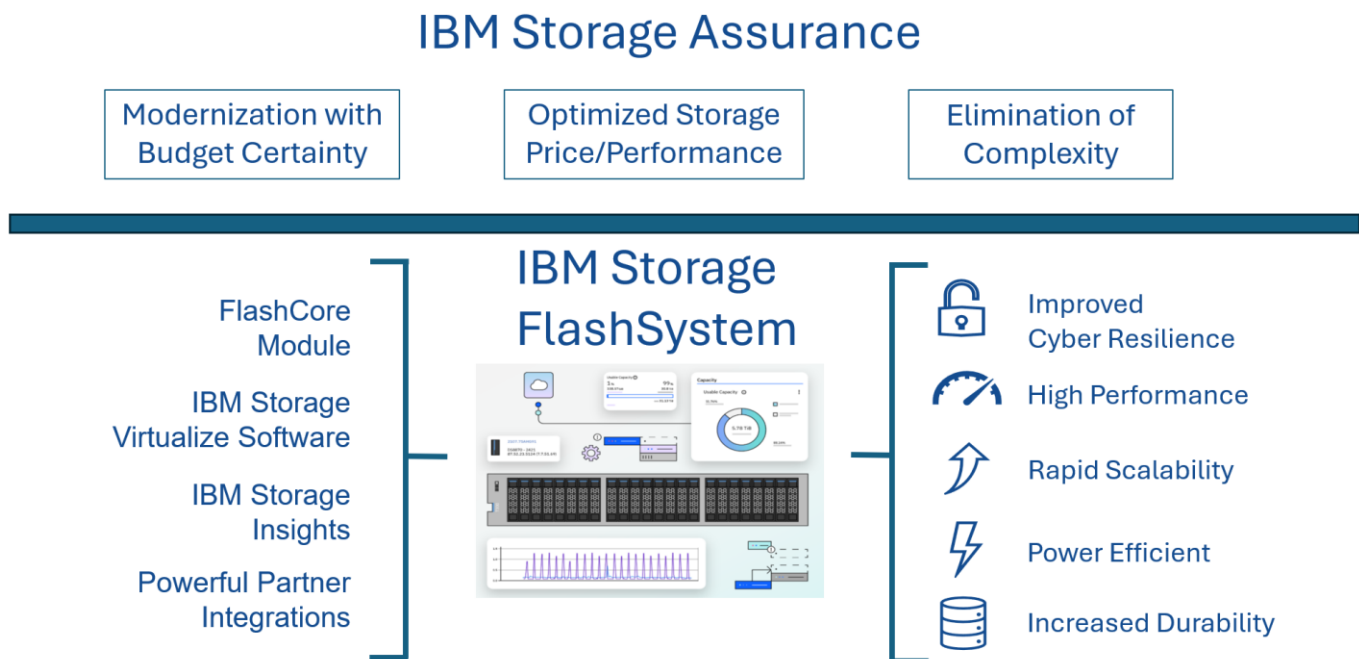 IBM Storage Assurance
Modernization with
Budget Certainty
Optimized Storage
Price/Performance
Elimination of
Complexity
FlashCore
Module
IBM Storage
Virtualize Software
IBM Storage
Insights
Powerful Partner
Integrations
IBM Storage
FlashSystem
Usable Capacity
Capacity
Usable Capacity
Improved
Cyber Resilience
High Performance
Rapid Scalability
Power Efficient
Increased Durability